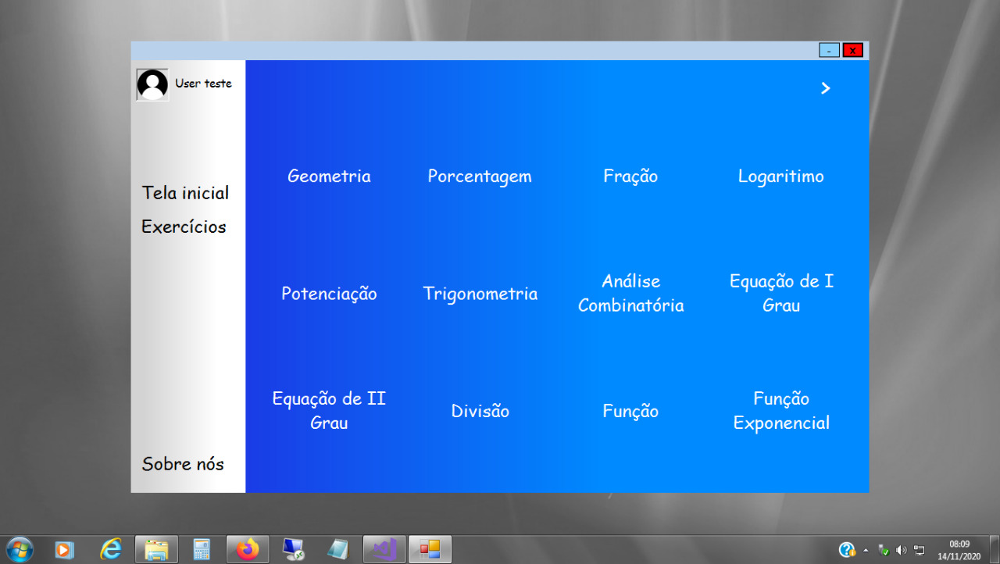 -
x
User teste
>
Geometria
Porcentagem
Fração
Logaritimo
Tela inicial
Exercícios
Potenciação
Trigonometria
Análise
Combinatória
Equação de I
Grau
Equação de II
Grau
Divisão
Função
Função
Exponencial
Sobre nós
08:09
14/11/2020